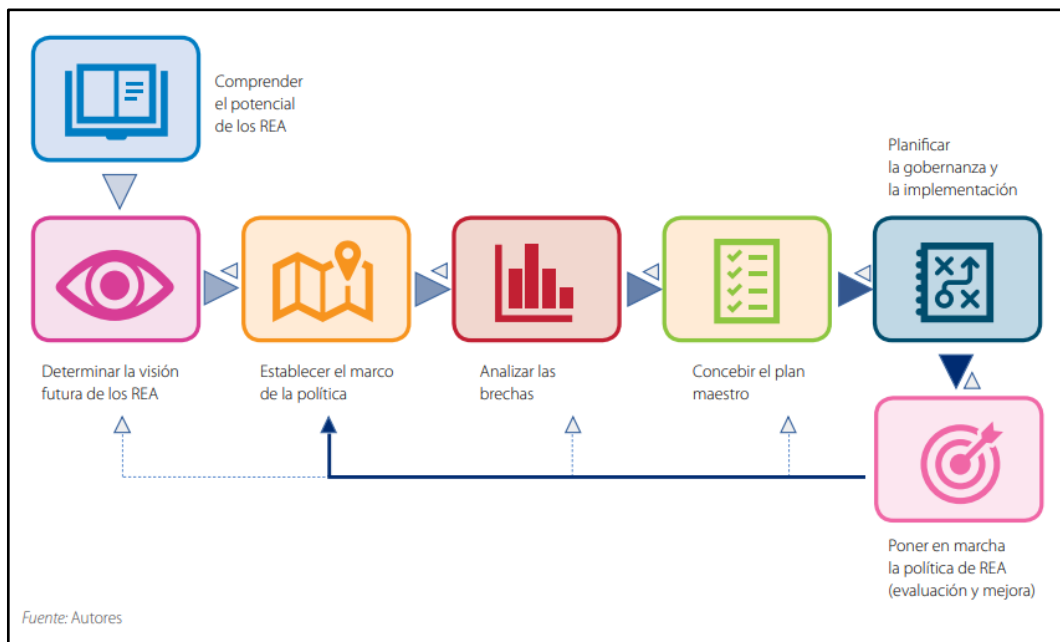 Comprender
el potencial
de los REA
Planificar
la gobernanza y
la implementación
Determinar la visión
futura de los REA
Establecer el marco
de la política
Analizar las
brechas
Concebir el plan
maestro
Poner en marcha
la política de REA
(evaluación y mejora)
Fuente: Autores